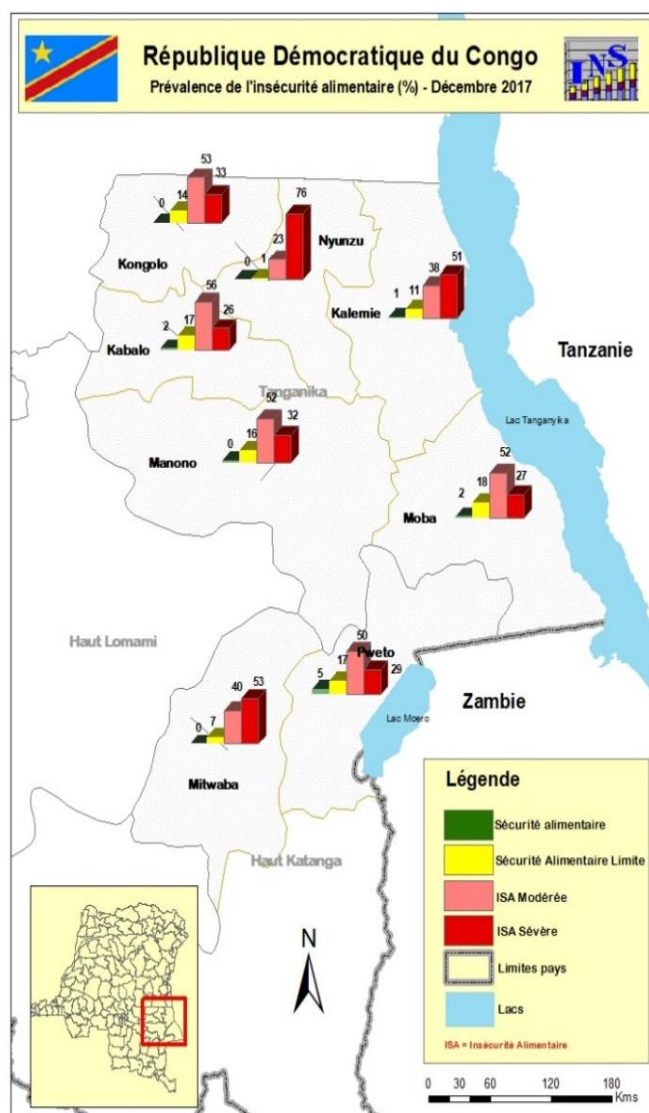 République Démocratique du Congo
Prévalence de l'insécurité alimentaire (%) - Décembre 2017
INS
53
33
14
0
Kongolo
76
23
1
0
Nyunzu
51
38
11
1
Kalemie
56
26
17
2
Kabalo
Tanzanie
Tanganika
52
32
16
0
Manono
Lac Tanganyika
52
27
18
2
Moba
Haut Lomami
50
Pweto
29
17
5
53
40
7
0
Mitwaba
Zambie
Lac Moero
Haut Katanga
Légende
Sécurité alimentaire
Sécurité Alimentaire Limite
ISA Modérée
ISA Sévère
Limites pays
Lacs
ISA = Insécurité Alimentaire
N
0 30 60 120 180
Kms